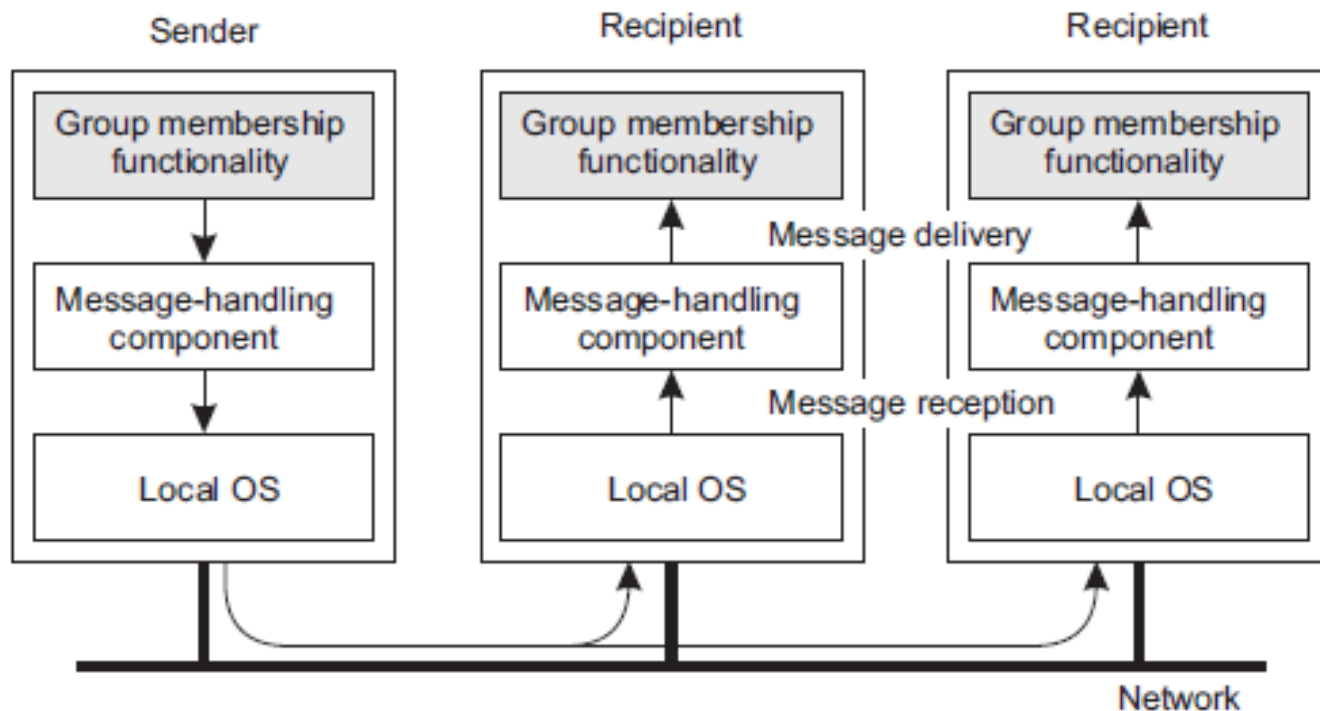 Sender
Recipient
Recipient
Group membership
functionality
Group membership
functionality
Group membership
functionality
Message delivery
Message-handling
component
Message-handling
component
Message-handling
component
Message reception
Local OS
Local OS
Local OS
Network